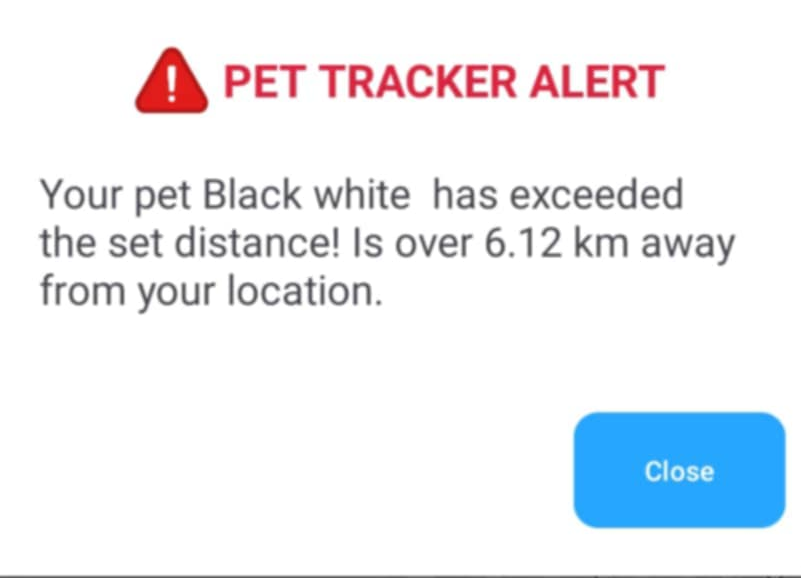 PET TRACKER ALERT
Your pet Black white  has exceeded
the set distance! Is over 6.12 km away
from your location.
Close